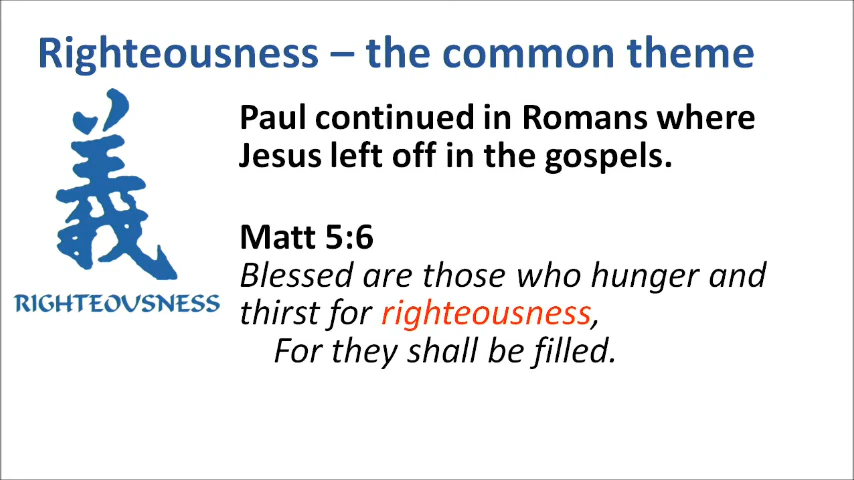 Righteousness – the common theme
義
RIGHTEOUSNESS
Paul continued in Romans where
Jesus left off in the gospels.
Matt 5:6
Blessed are those who hunger and
thirst for righteousness,
For they shall be filled.